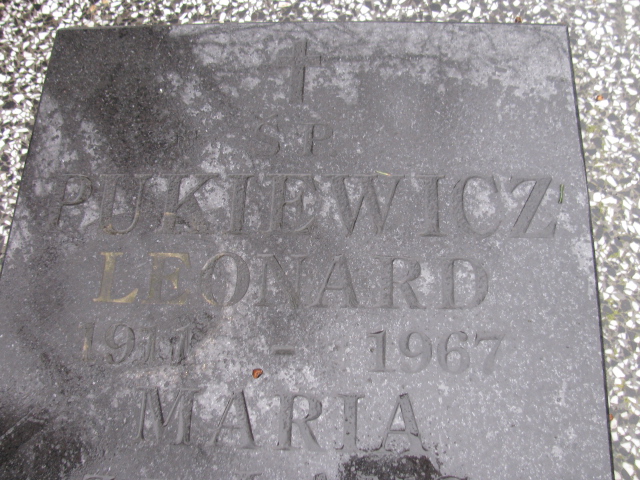 Ś P
PUKIEWICZ
LEONARD
1911 - 1967
MARIA